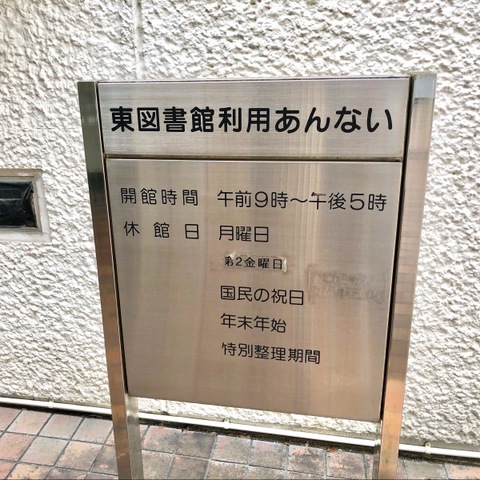 東図書館利用あんない
開館時間 午前9時～午後5時
休館日 月曜日
第2金曜日
国民の祝日
年末年始
特別整理期間